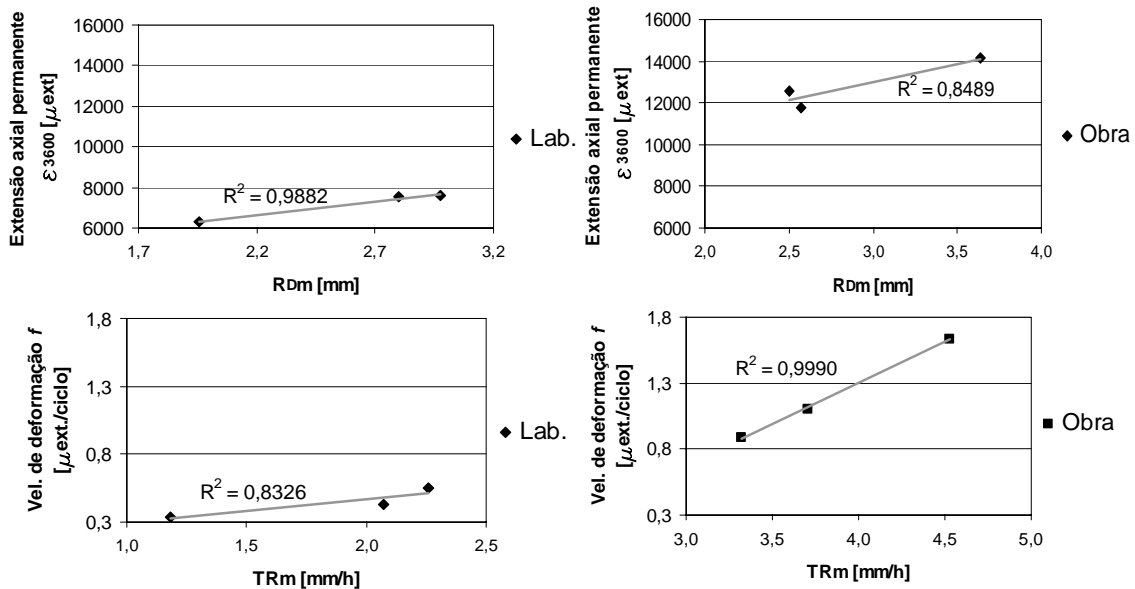 Extensão axial permanente
ε 3600 [μext]
16000
14000
12000
10000
8000
6000
R² = 0,9882
1,7
2,2
2,7
3,2
RDm [mm]
Lab.
Extensão axial permanente
ε 3600 [μext]
16000
14000
12000
10000
8000
6000
R² = 0,8489
2,0
2,5
3,0
3,5
4,0
RDm [mm]
Obra
Vel. de deformação f
[μext./ciclo]
1,8
1,3
0,8
0,3
R² = 0,8326
1,0
1,5
2,0
2,5
TRm [mm/h]
Lab.
Vel. de deformação f
[μext./ciclo]
1,8
1,3
0,8
0,3
R² = 0,9990
3,0
3,5
4,0
4,5
5,0
TRm [mm/h]
Obra